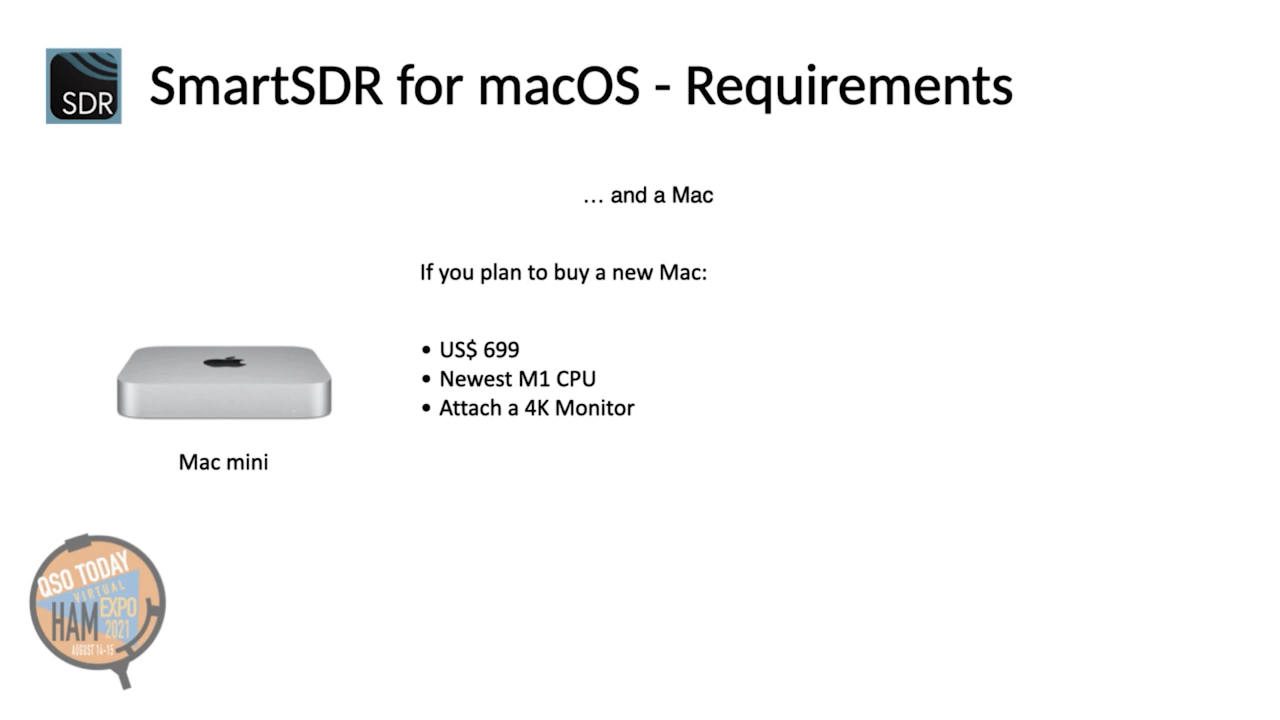 SDR
SmartSDR for macOS - Requirements
... and a Mac
If you plan to buy a new Mac:
• US$ 699
• Newest M1 CPU
• Attach a 4K Monitor
Mac mini
QSO TODAY
VIRTUAL
HAM EXPO
2021
AUGUST 14-15